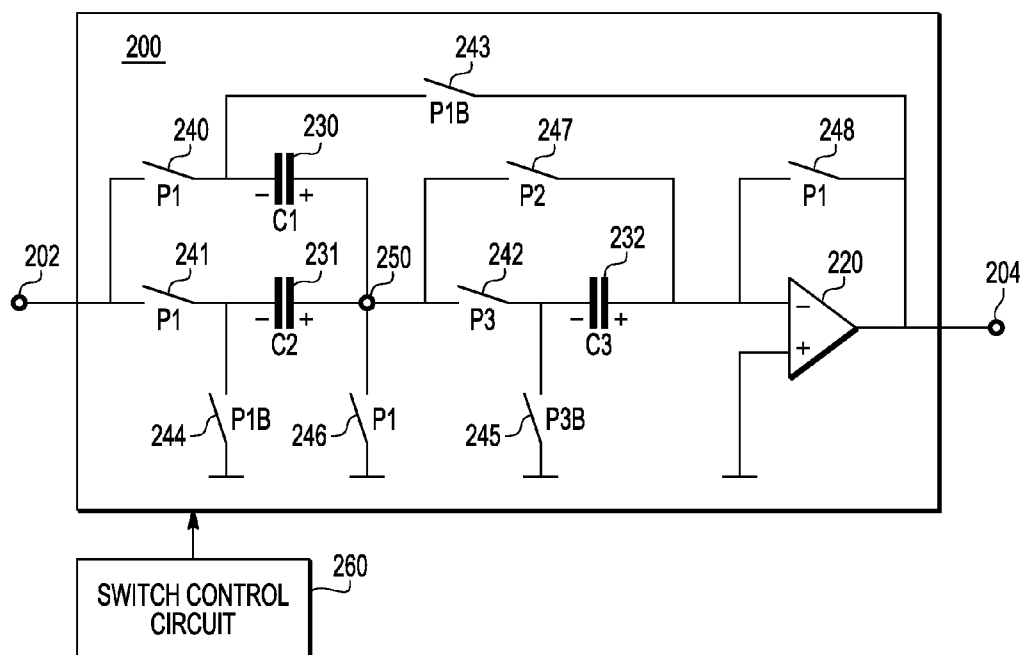 200
243
P1B
240
230
247
248
P1
- +
C1
P2
P1
202
241
231
250
242
232
220
204
P1
- +
C2
P3
- +
C3
-
+
244
P1B
246
P1
245
P3B
260
SWITCH CONTROL
CIRCUIT